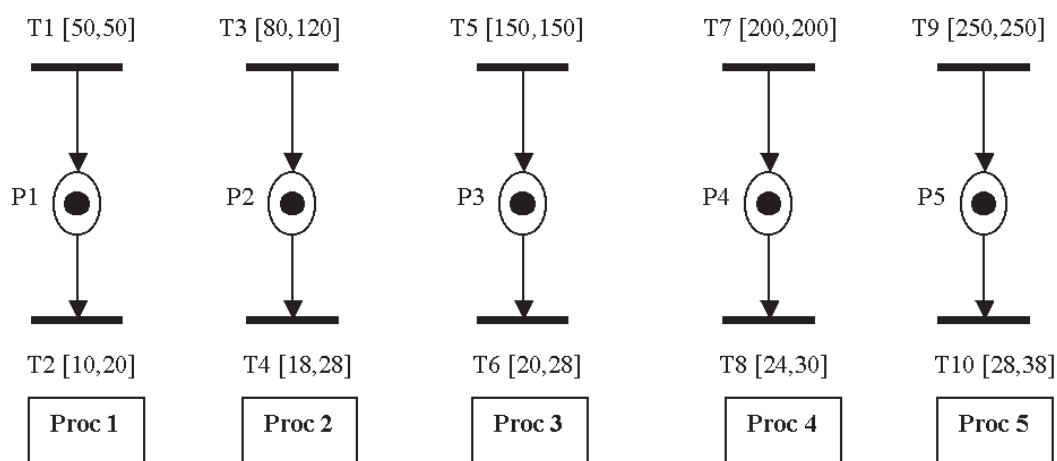 T1 [50,50] T3 [80,120] T5 [150,150] T7 [200,200] T9 [250,250]
P1 P2 P3 P4 P5
T2 [10,20] T4 [18,28] T6 [20,28] T8 [24,30] T10 [28,38]
Proc 1 Proc 2 Proc 3 Proc 4 Proc 5